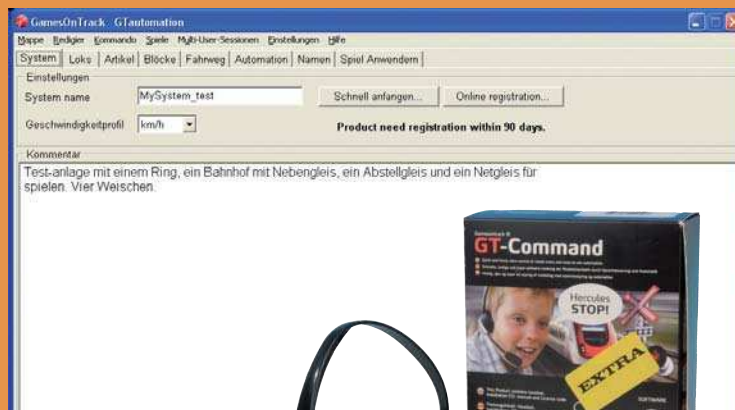 GamesOnTrack GTautomation
Mappe Redigier Kommando Spiele Multi-User-Sessionen Einstellungen Hilfe
System Loks Artikel Blöcke Fahrweg Automation Namen Spiel Anwendern
Einstellungen
System name MySystem_test Schnell anfangen... Online registration...
Geschwindigkeitprofil km/h Product need registration within 90 days.
Kommentar
Test-anlage mit einem Ring, ein Bahnhof mit Nebengleis, ein Abstellgleis und ein Netgleis für
spielen. Vier Weischen.
GT-Command
Hercules
STOP!
EXTRA
SOFTWARE